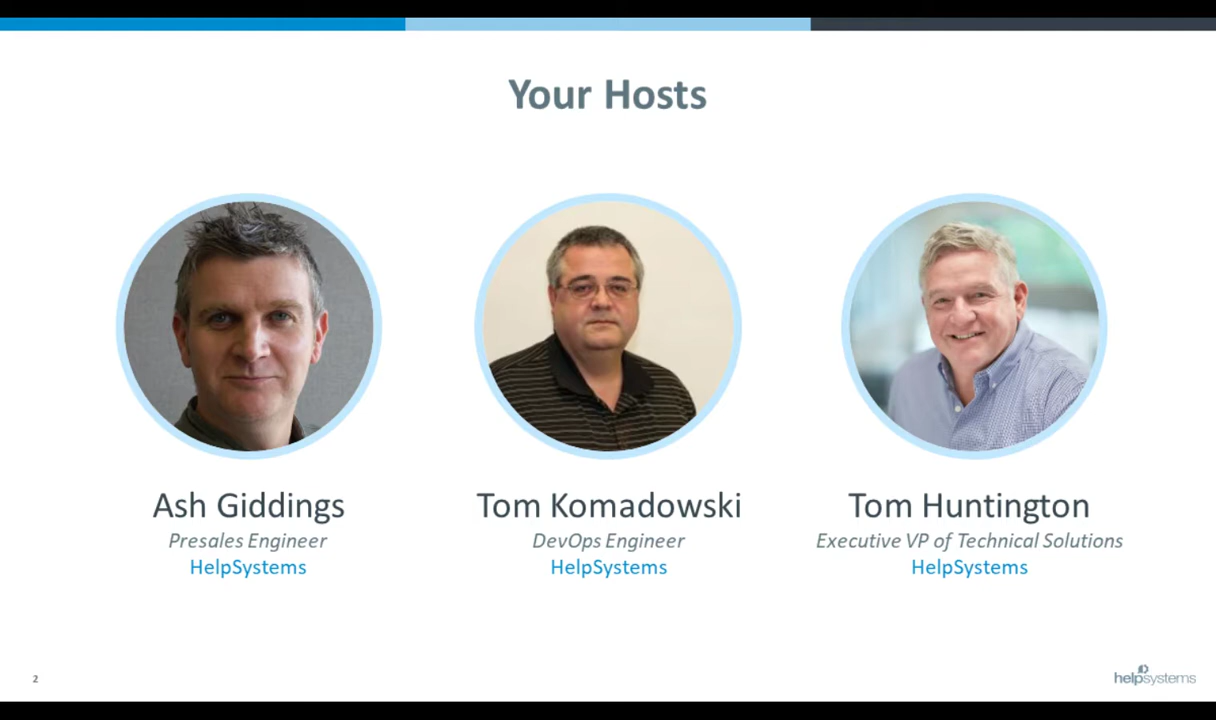 Your Hosts
Ash Giddings
Presales Engineer
HelpSystems
Tom Komadowski
DevOps Engineer
HelpSystems
Tom Huntington
Executive VP of Technical Solutions
HelpSystems
2
helpsystems